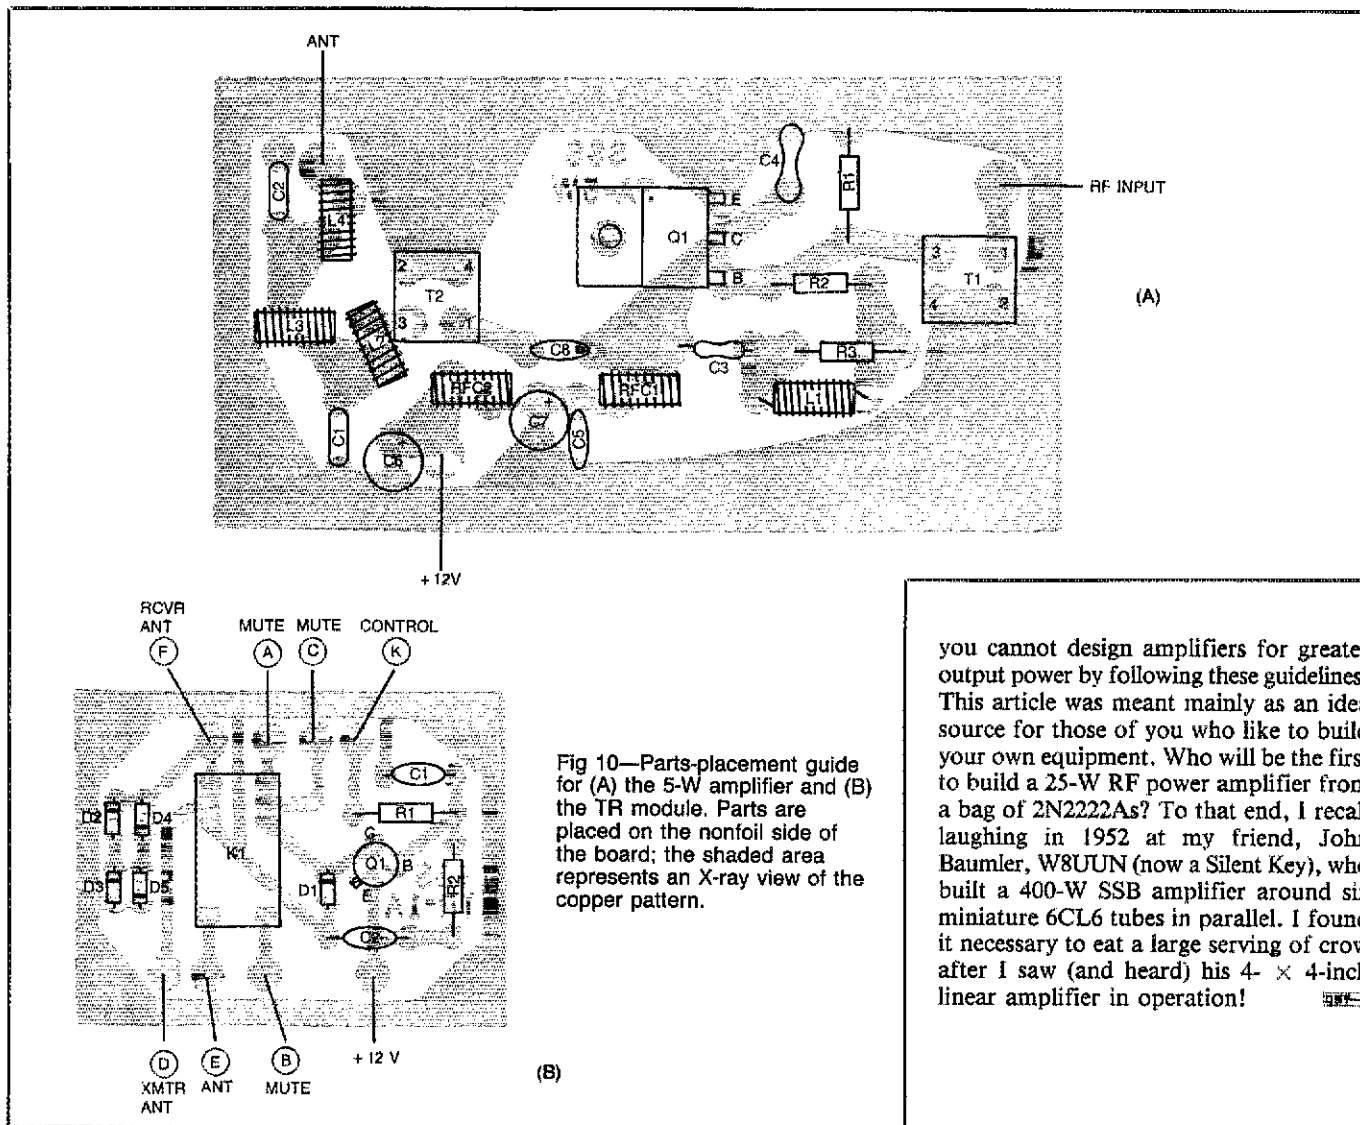 ANT
C2
L4
2 4
T2
3 1
L3
L2
C1
C6
+
RFC2
C7
+
C8
RFC1
C5
Q1
E
C
B
C4
R1
R2
C3
R3
L1
3 1
T1
4 2
RF INPUT
(A)
+ 12V
RCVR
ANT
F
MUTE
A
MUTE
C
CONTROL
K
D2
D4
D3
D5
K1
C1
R1
C
Q1
B
E
D1
R2
C2
D
XMTR
ANT
E
ANT
B
MUTE
+ 12 V
(B)
Fig 10—Parts-placement guide
for (A) the 5-W amplifier and (B)
the TR module. Parts are
placed on the nonfoil side of
the board; the shaded area
represents an X-ray view of the
copper pattern.
you cannot design amplifiers for greate
output power by following these guidelines
This article was meant mainly as an ide
source for those of you who like to build
your own equipment. Who will be the firs
to build a 25-W RF power amplifier from
a bag of 2N2222As? To that end, I recal
laughing in 1952 at my friend, John
Baumler, W8UUN (now a Silent Key), who
built a 400-W SSB amplifier around si
miniature 6CL6 tubes in parallel. I found
it necessary to eat a large serving of crow
after I saw (and heard) his 4- × 4-incl
linear amplifier in operation!